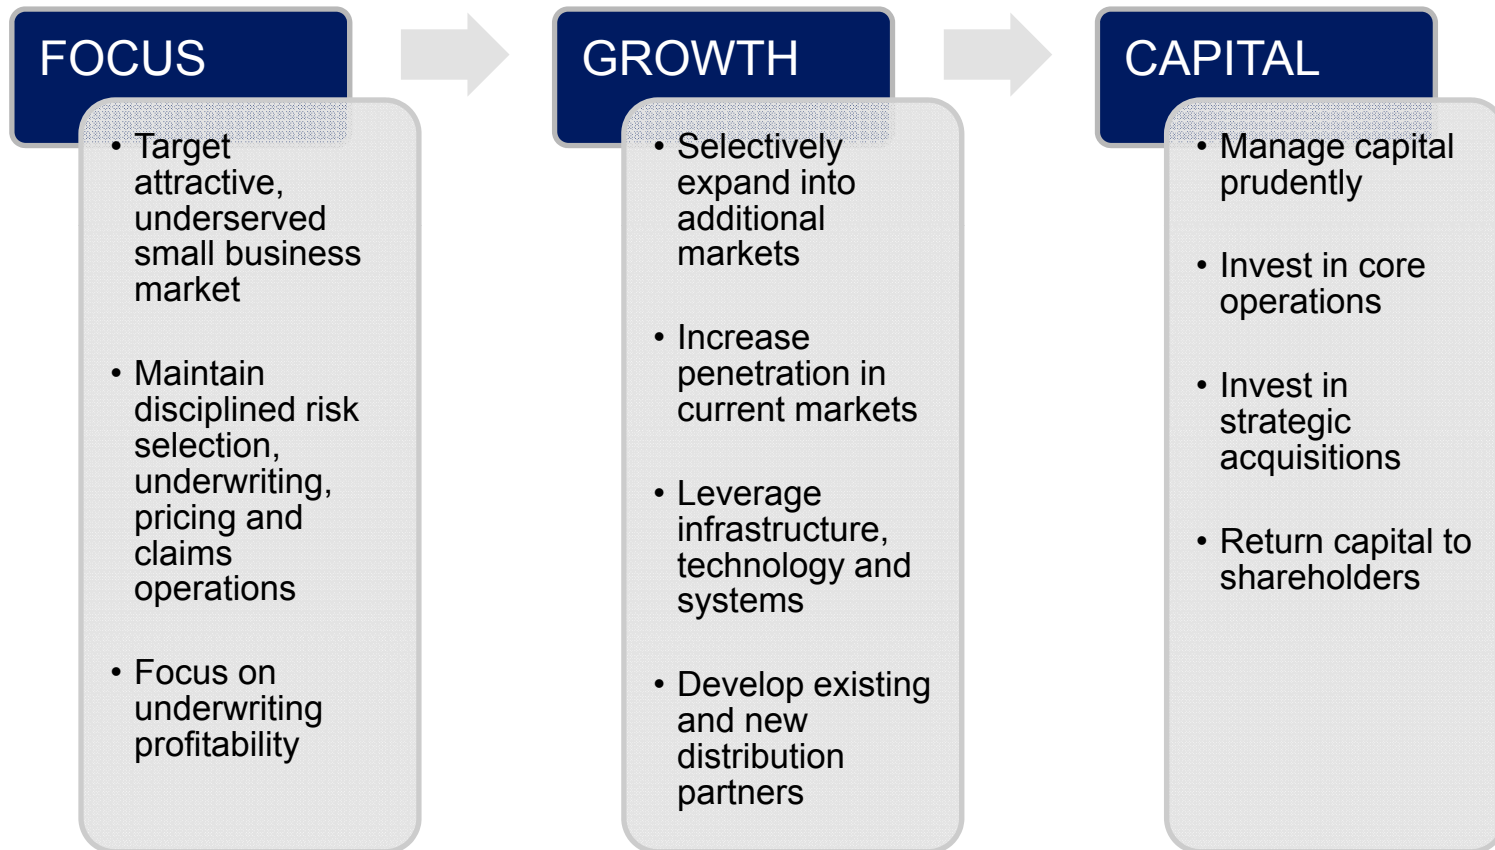 FOCUS
• Target
attractive,
underserved
small business
market
• Maintain
disciplined risk
selection,
underwriting,
pricing and
claims
operations
• Focus on
underwriting
profitability
GROWTH
• Selectively
expand into
additional
markets
• Increase
penetration in
current markets
• Leverage
infrastructure,
technology and
systems
• Develop existing
and new
distribution
partners
CAPITAL
• Manage capital
prudently
• Invest in core
operations
• Invest in
strategic
acquisitions
• Return capital to
shareholders